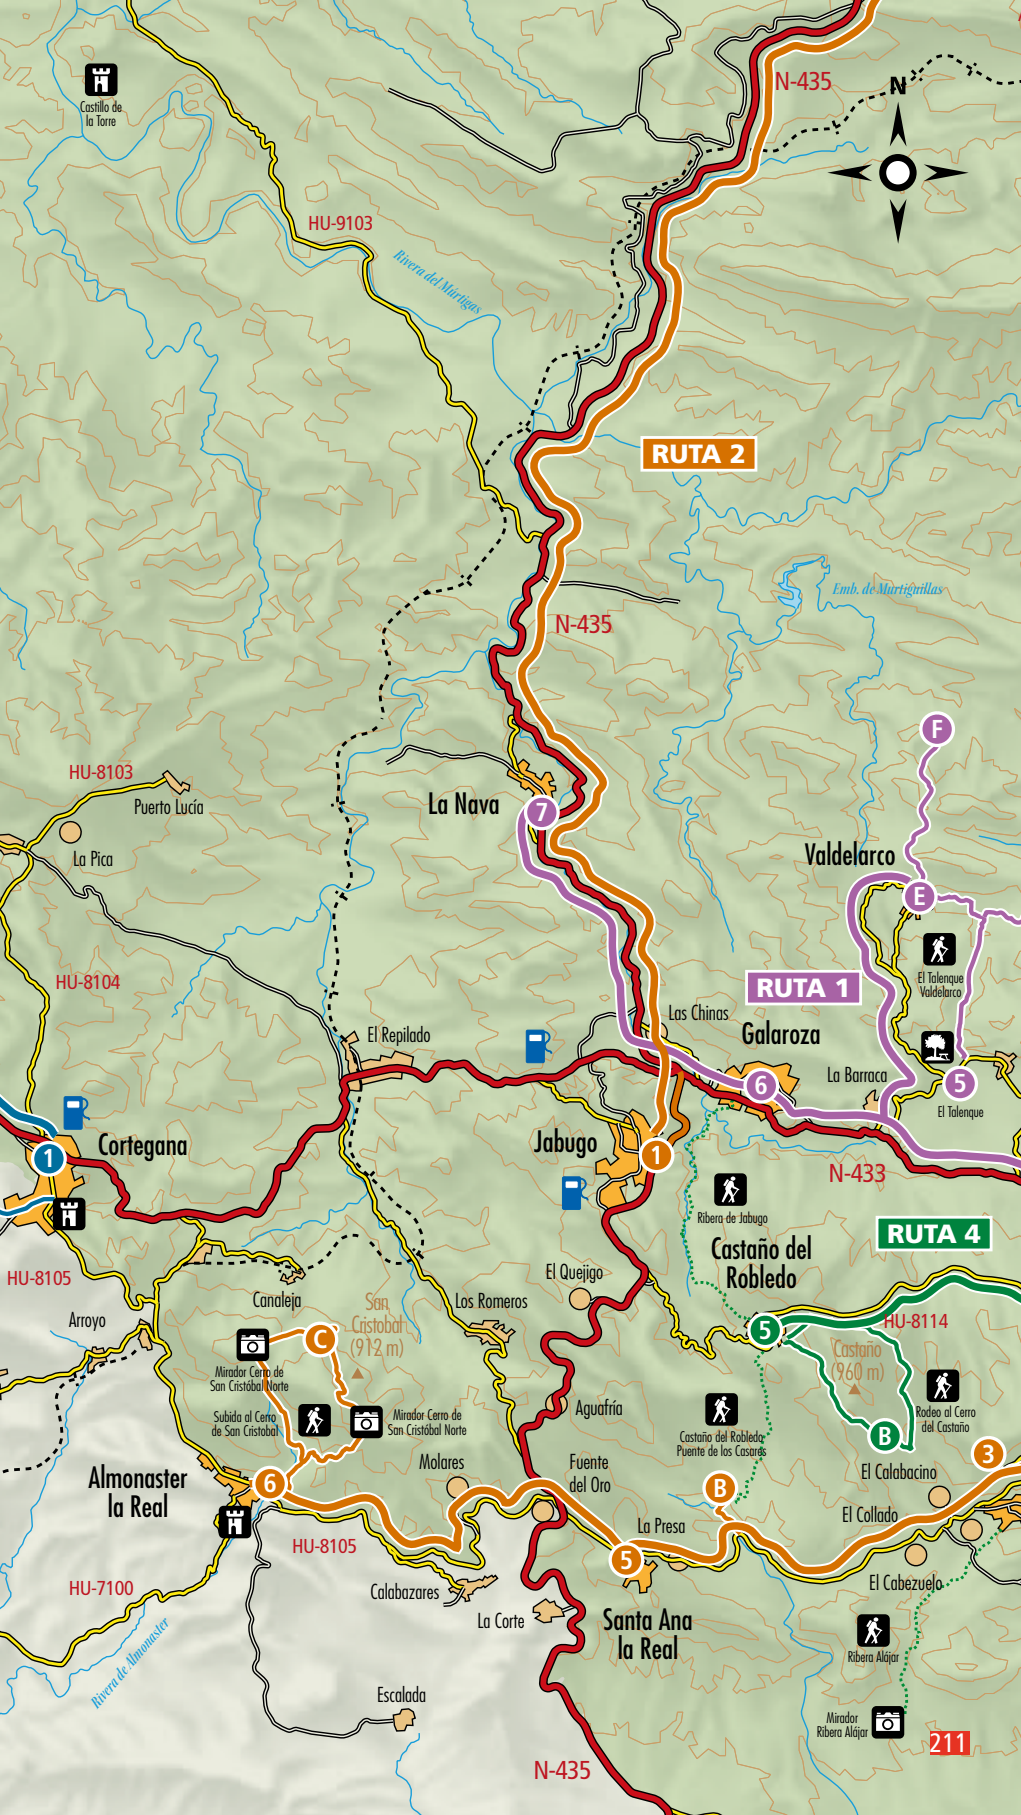 N-435
N
Castillo de
la Torre
HU-9103
Rivera del Múrtigas
RUTA 2
Emb. de Murtiguillas
N-435
F
HU-8103
Puerto Lucía
La Nava
7
La Pica
Valdelarco
E
El Talenque
Valdelarco
HU-8104
RUTA 1
Las Chinas
Galaroza
El Repilado
La Barraca
6
5
El Talenque
Cortegana
1
Jabugo
1
N-433
Ribera de Jabugo
RUTA 4
Castaño del
Robledo
HU-8105
El Quejigo
Arroyo
Canaleja
San
Cristobal
(912 m)
Los Romeros
5
HU-8114
C
Castaño
(960 m)
Mirador Cerro de
San Cristóbal Norte
Subida al Cerro
de San Cristobal
Mirador Cerro de
San Cristóbal Norte
Aguafría
Rodeo al Cerro
del Castaño
Castaño del Robledo
Puente de los Casares
B
3
Almonaster
la Real
6
Molares
Fuente
del Oro
B
El Calabacino
El Collado
La Presa
HU-8105
5
El Cabezuelo
HU-7100
Calabazares
La Corte
Santa Ana
la Real
Rivera de Almonaster
Ribera Alájar
Escalada
Mirador
Ribera Alájar
211
N-435